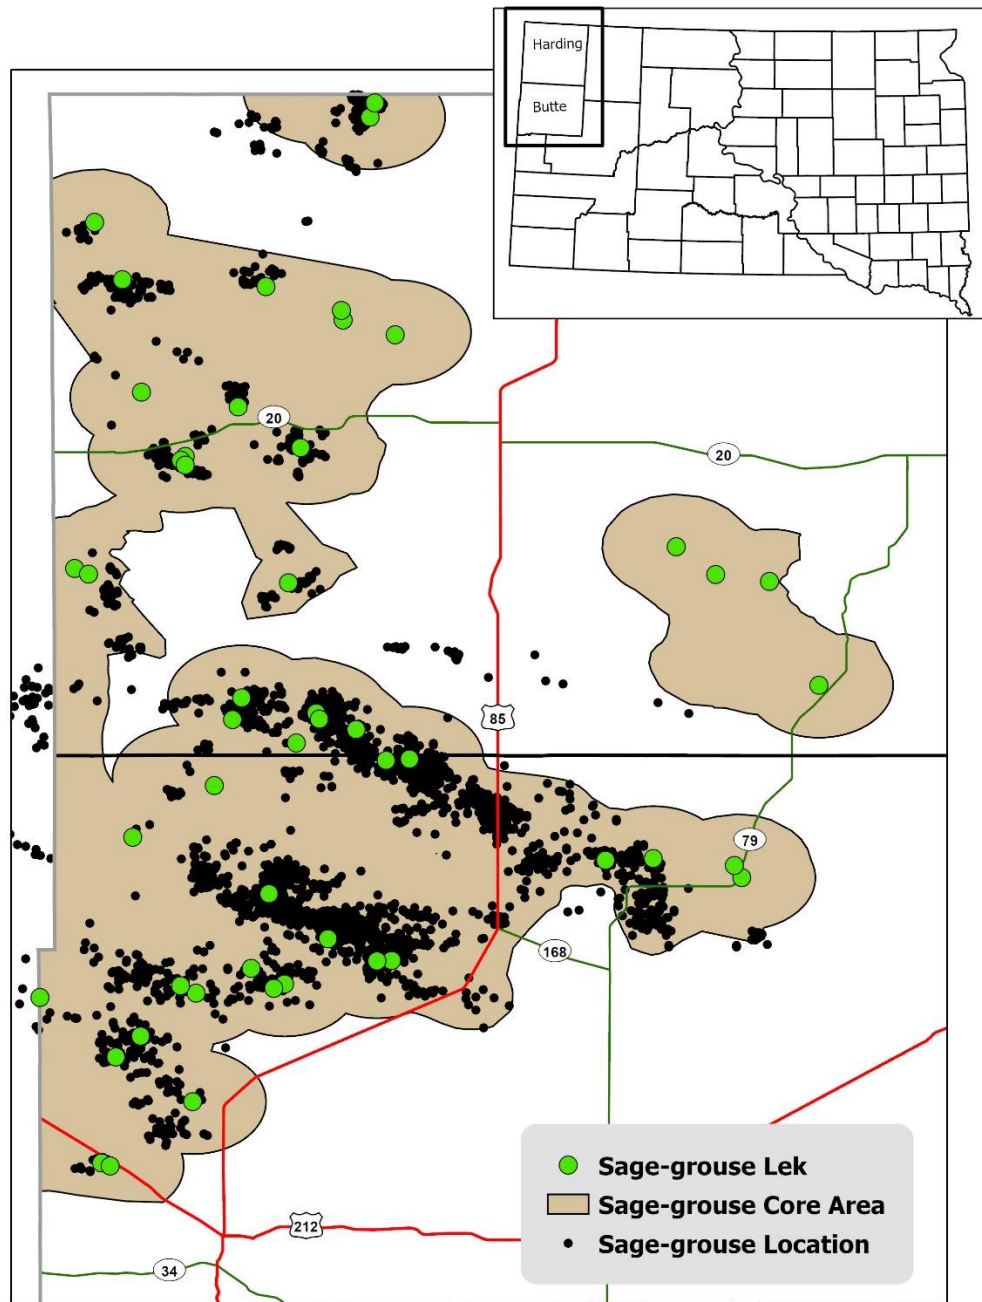 Harding
Butte
20
20
85
79
168
Sage-grouse Lek
Sage-grouse Core Area
Sage-grouse Location
212
34